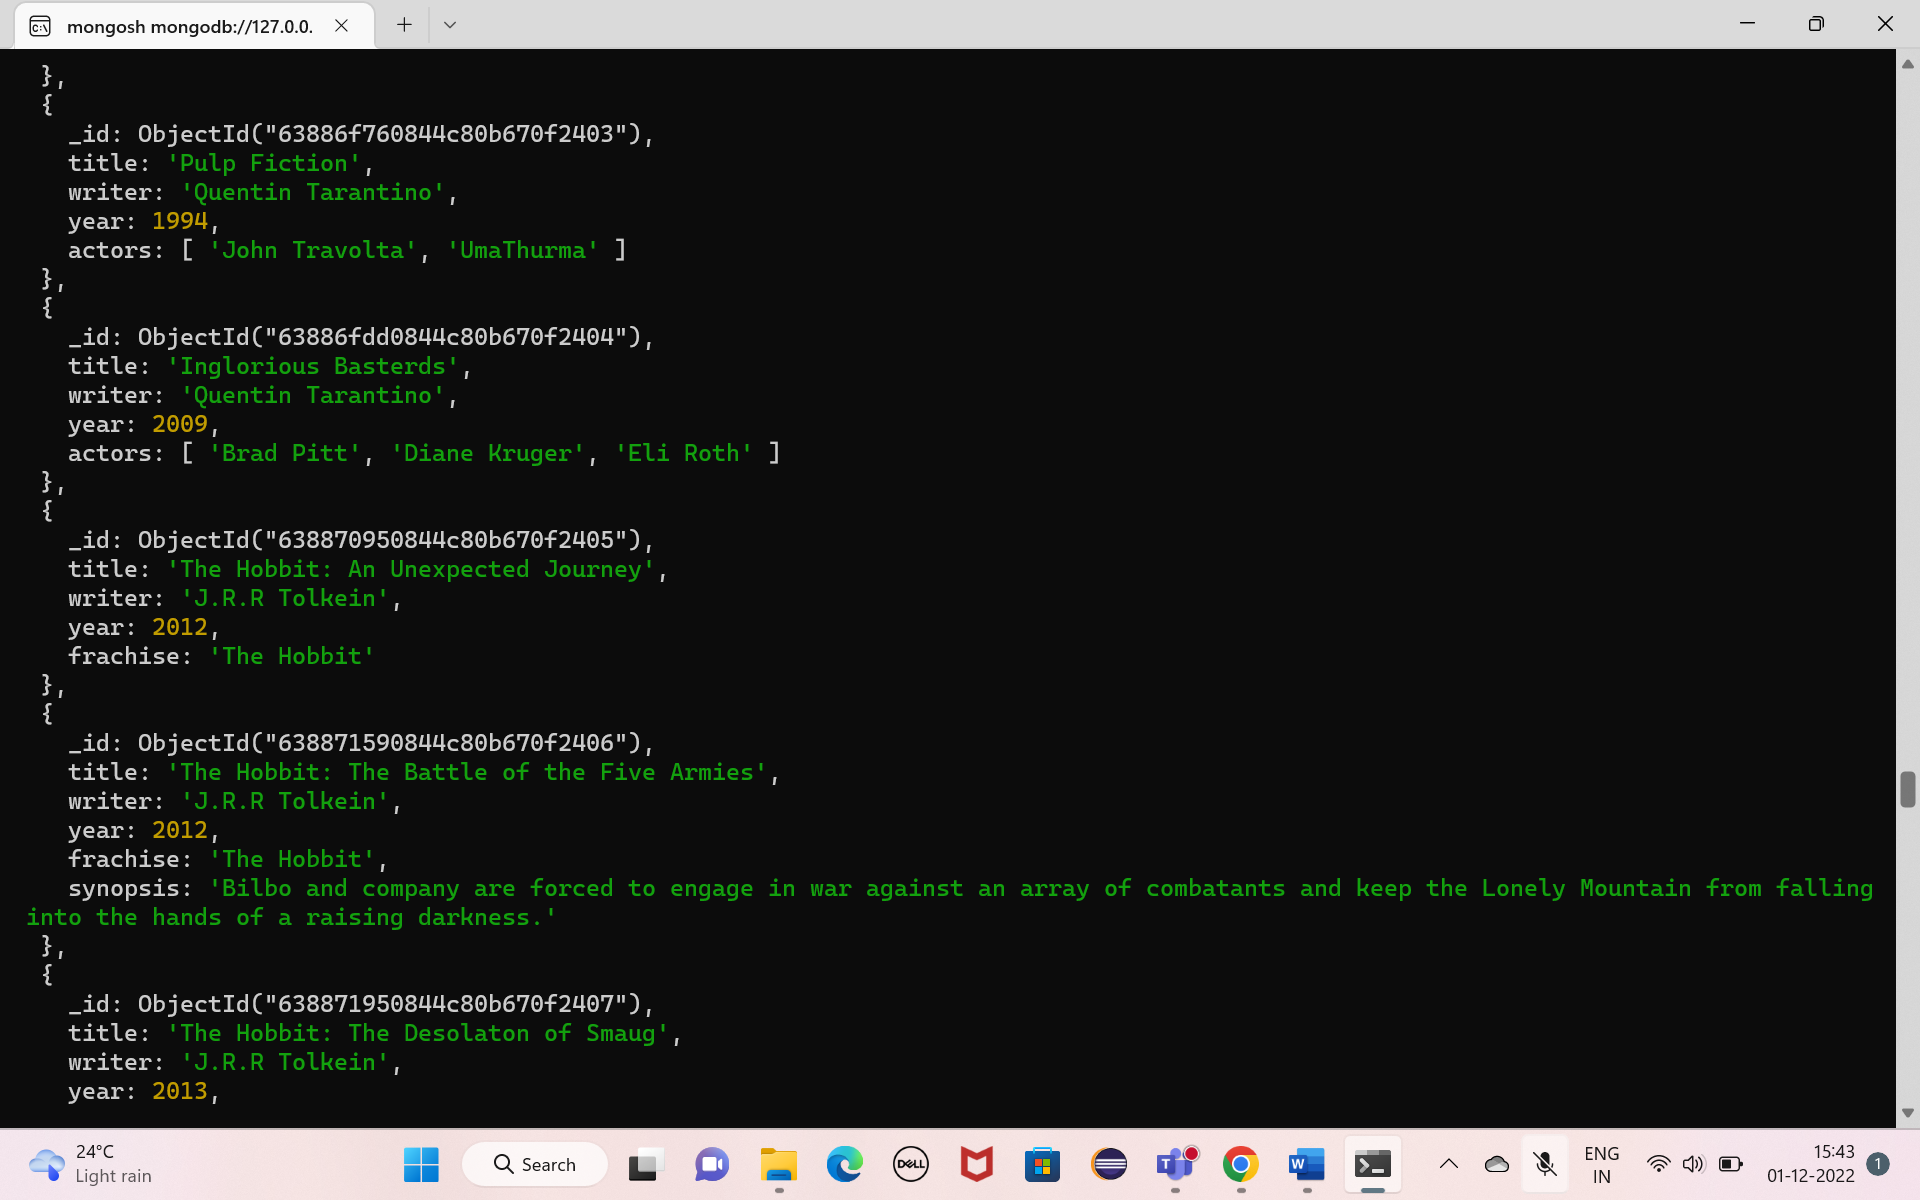 mongosh mongodb://127.0.0.
},
{
_id: ObjectId("63886f760844c80b670f2403"),
title: 'Pulp Fiction',
writer: 'Quentin Tarantino',
year: 1994,
actors: [ 'John Travolta', 'UmaThurma' ]
},
{
_id: ObjectId("63886fdd0844c80b670f2404"),
title: 'Inglorious Basterds',
writer: 'Quentin Tarantino',
year: 2009,
actors: [ 'Brad Pitt', 'Diane Kruger', 'Eli Roth' ]
},
{
_id: ObjectId("638870950844c80b670f2405"),
title: 'The Hobbit: An Unexpected Journey',
writer: 'J.R.R Tolkein',
year: 2012,
frachise: 'The Hobbit'
},
{
_id: ObjectId("638871590844c80b670f2406"),
title: 'The Hobbit: The Battle of the Five Armies',
writer: 'J.R.R Tolkein',
year: 2012,
frachise: 'The Hobbit',
synopsis: 'Bilbo and company are forced to engage in war against an array of combatants and keep the Lonely Mountain from falling
into the hands of a raising darkness.'
},
{
_id: ObjectId("638871950844c80b670f2407"),
title: 'The Hobbit: The Desolaton of Smaug',
writer: 'J.R.R Tolkein',
year: 2013,
24°C
Light rain
Search
DELL
T
W
ENG
IN
15:43
01-12-2022
1